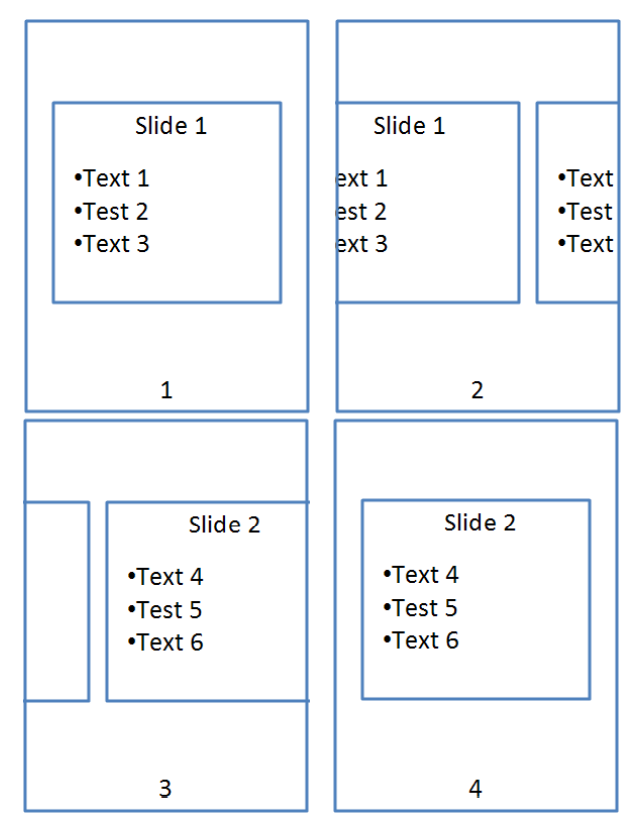 Slide 1
•Text 1
•Test 2
•Text 3
1
Slide 1
ext 1
est 2
ext 3
•Text
•Test
•Text
2
Slide 2
•Text 4
•Test 5
•Text 6
3
Slide 2
•Text 4
•Test 5
•Text 6
4